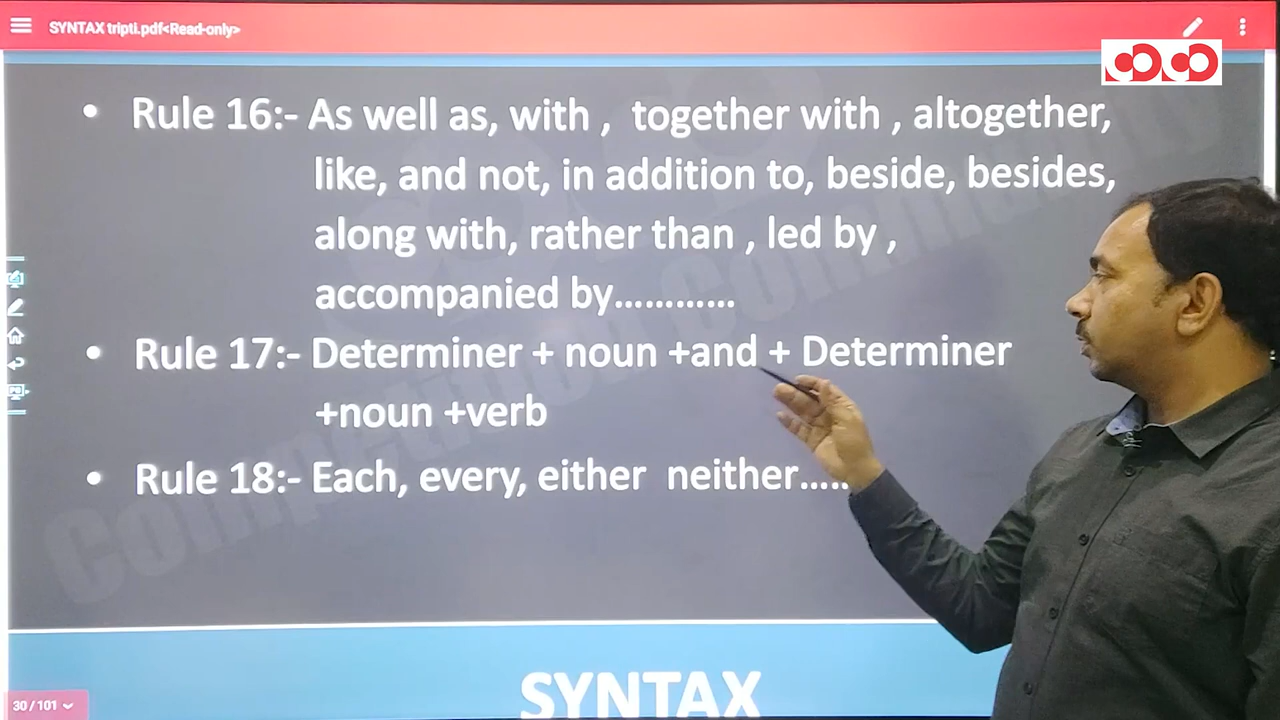 SYNTAX tripti.pdf<Read-only>
• Rule 16:- As well as, with , together with , altogether,
like, and not, in addition to, beside, besides,
along with, rather than , led by ,
accompanied by.............
• Rule 17:- Determiner + noun +and + Determiner
+noun +verb
• Rule 18:- Each, every, either neither.....
Competition Community
SYNTAX
30 / 101